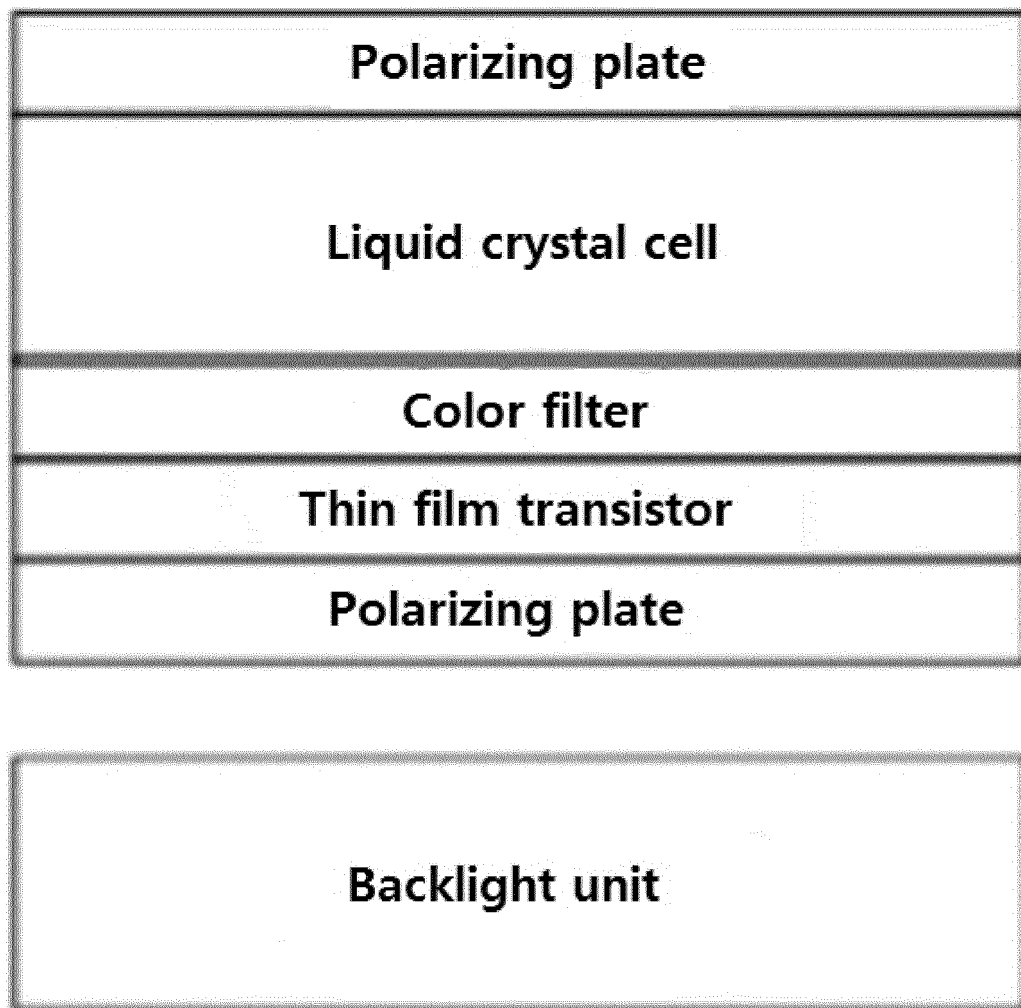 Polarizing plate
Liquid crystal cell
Color filter
Thin film transistor
Polarizing plate
Backlight unit